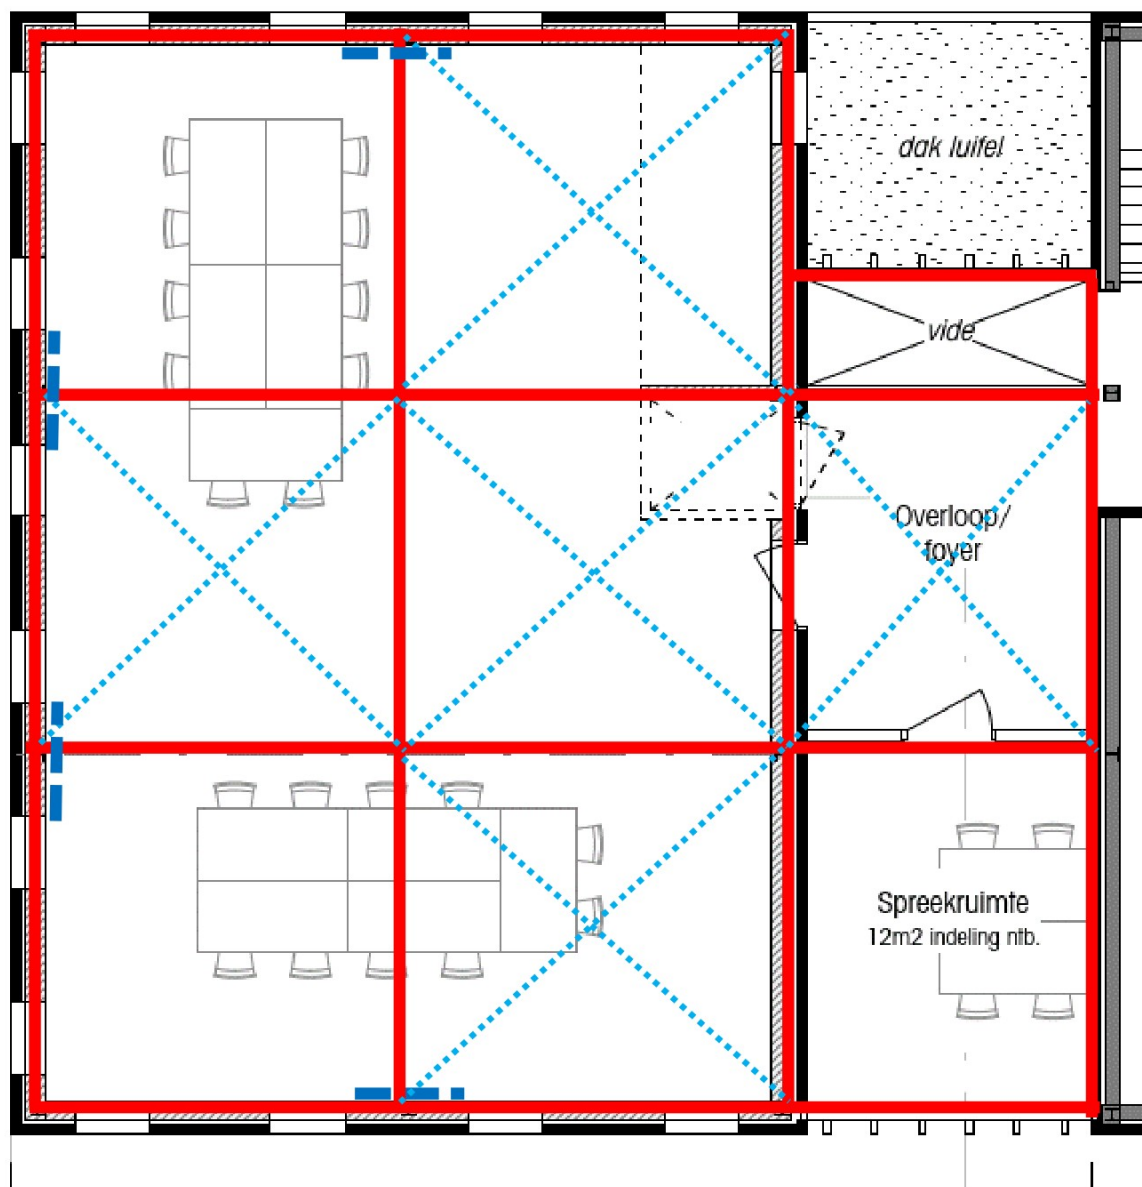 dak luifel
vide
Overloop/
foyer
Spreekruimte
12m2 indeling ntb.